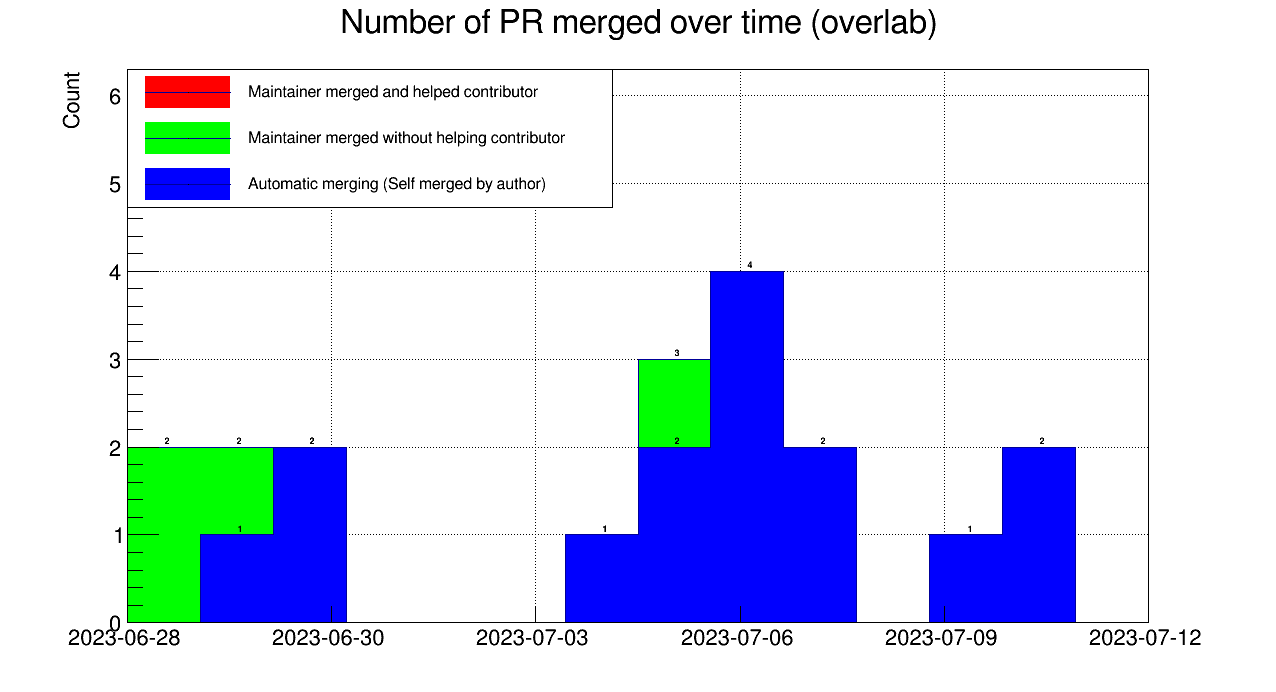 Number of PR merged over time (overlab)
Count
Maintainer merged and helped contributor
Maintainer merged without helping contributor
Automatic merging (Self merged by author)
6
5
4
3
2
1
0
2 2 2 1 1 3 2 4 2 1 2
2023-06-28 2023-06-30 2023-07-03 2023-07-06 2023-07-09 2023-07-12